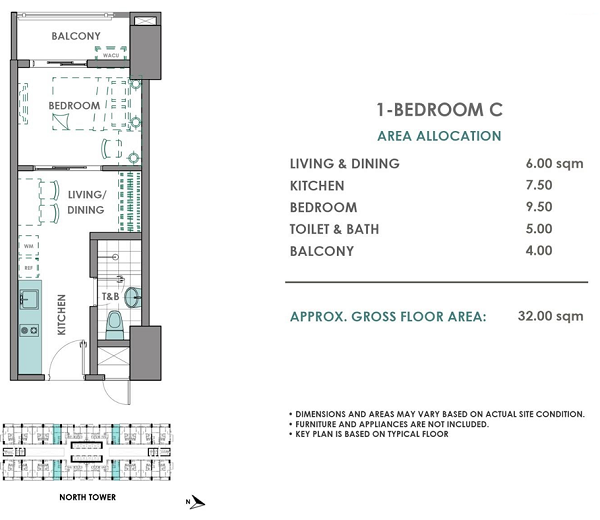 BALCONY
WACU
BEDROOM
LIVING/
DINING
WM
REF
T&B
KITCHEN
NORTH TOWER
N
1-BEDROOM C
AREA ALLOCATION
LIVING & DINING 6.00 sqm
KITCHEN 7.50
BEDROOM 9.50
TOILET & BATH 5.00
BALCONY 4.00
APPROX. GROSS FLOOR AREA: 32.00 sqm
• DIMENSIONS AND AREAS MAY VARY BASED ON ACTUAL SITE CONDITION.
• FURNITURE AND APPLIANCES ARE NOT INCLUDED.
• KEY PLAN IS BASED ON TYPICAL FLOOR